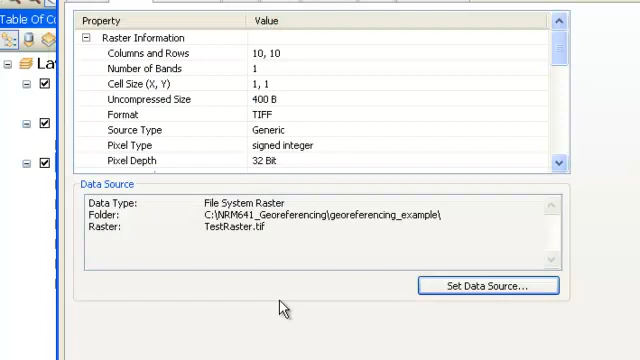 Property Value
Table Of Co
Raster Information
Columns and Rows 10, 10
La
Number of Bands 1
Cell Size (X, Y) 1, 1
Uncompressed Size 400 B
Format TIFF
Source Type Generic
Pixel Type signed integer
Pixel Depth 32 Bit
Data Source
Data Type: File System Raster
Folder: C:\NRM641_Georeferencing\georeferencing_example\
Raster: TestRaster.tif
Set Data Source...